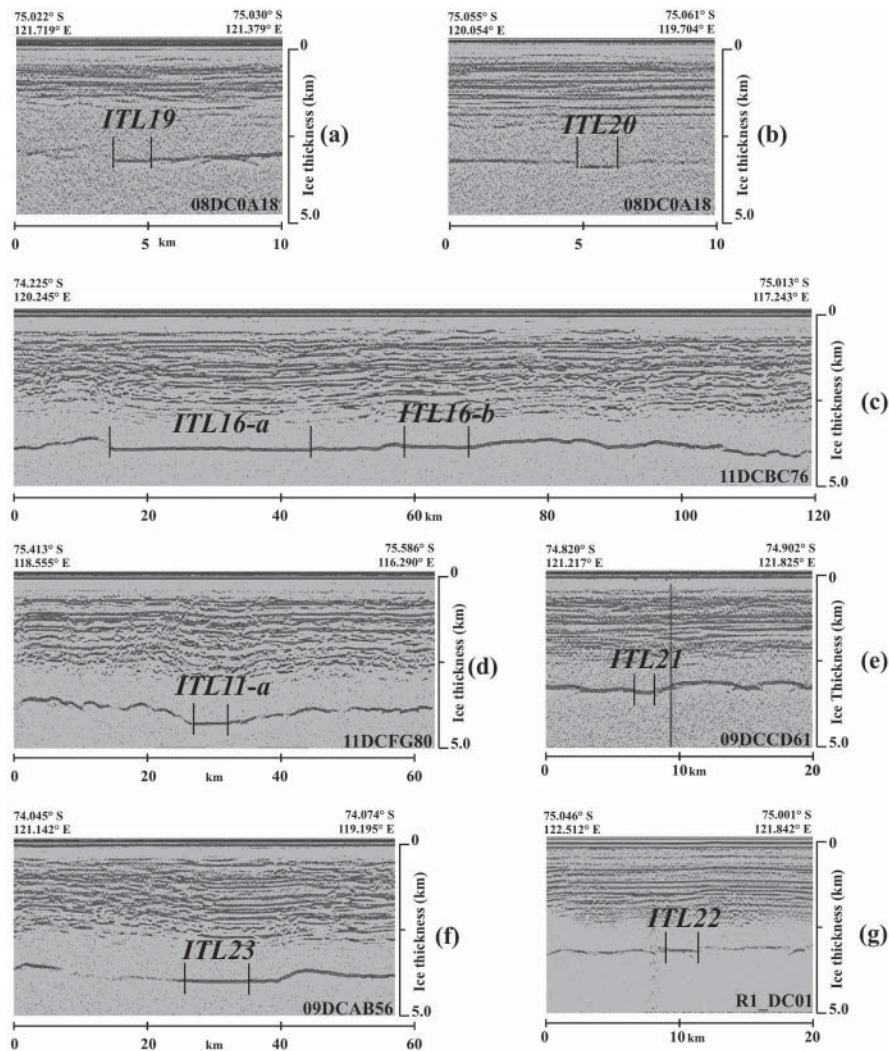 75.022° S 75.030° S
121.719° E 121.379° E
0
ITL19
Ice thickness (km)
(a)
08DC0A18
5.0
0 5 km 10
75.055° S 75.061° S
120.054° E 119.704° E
0
ITL20
Ice thickness (km)
(b)
08DC0A18
5.0
0 5 km 10
74.225° S 75.013° S
120.245° E 117.243° E
0
ITL16-a ITL16-b
Ice thickness (km)
(c)
11DCBC76
5.0
0 20 40 60 km 80 100 120
75.413° S 75.586° S
118.555° E 116.290° E
0
ITL11-a
Ice thickness (km)
(d)
11DCFG80
5.0
0 20 km 40 60
74.820° S 74.902° S
121.217° E 121.825° E
0
ITL21
Ice Thickness (km)
(e)
09DCCD61
5.0
0 10 km 20
74.045° S 74.074° S
121.142° E 119.195° E
0
ITL23
Ice thickness (km)
(f)
09DCAB56
5.0
0 20 km 40 60
75.046° S 75.001° S
122.512° E 121.842° E
0
ITL22
Ice thickness (km)
(g)
R1_DC01
5.0
0 10 km 20